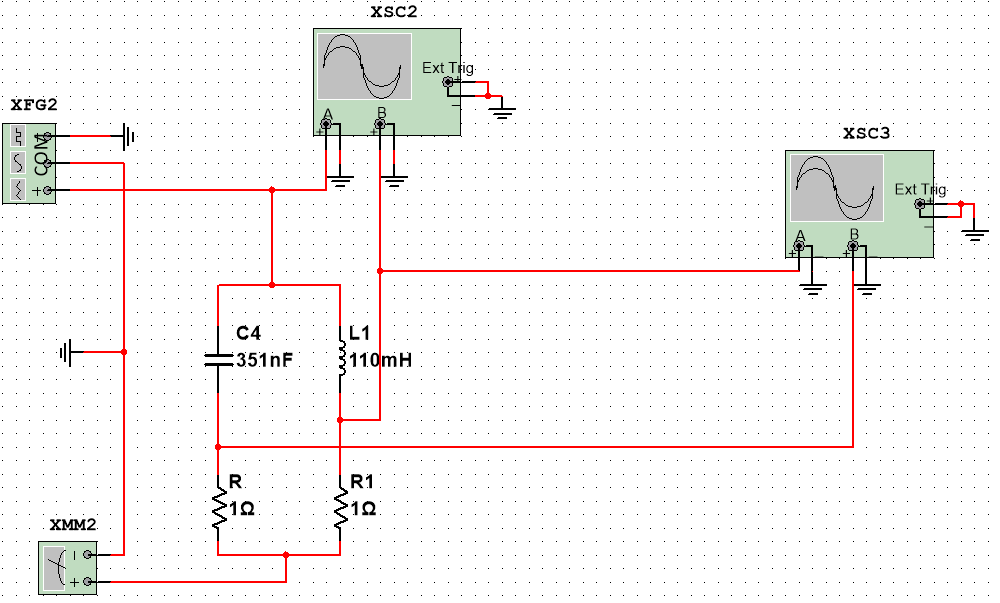 XSC2
Ext Trig
+
_
A
B
+
_
+
_
XFG2
COM
+
XSC3
Ext Trig
+
_
A
B
+
_
+
_
C4
351nF
L1
110mH
R
1Ω
R1
1Ω
XMM2
+